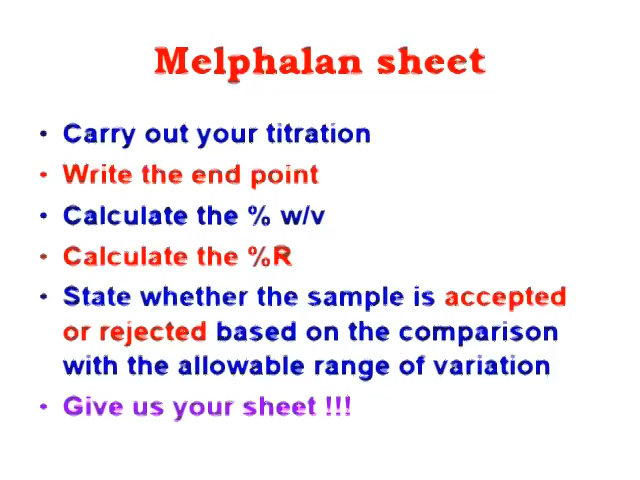 Melphalan sheet
• Carry out your titration
• Write the end point
• Calculate the % w/v
• Calculate the %R
• State whether the sample is accepted
or rejected based on the comparison
with the allowable range of variation
• Give us your sheet !!!